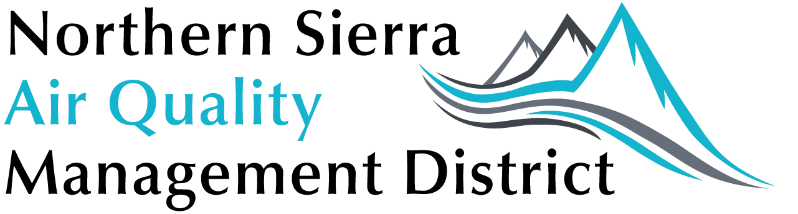 Northern Sierra
Air Quality
Management District